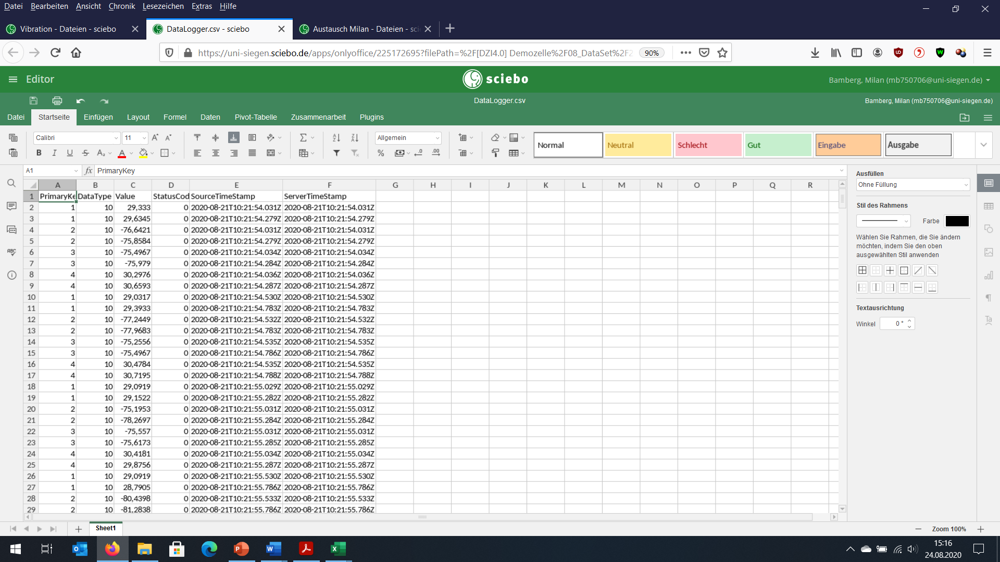 Datei Bearbeiten Ansicht Chronik Lesezeichen Extras Hilfe
Vibration - Dateien - sciebo DataLogger.csv - sciebo Austausch Milan - Dateien - sci
https://uni-siegen.sciebo.de/apps/onlyoffice/225172695?filePath=%2F[DZI4.0] Demozelle%2F08_DataSet%2F2 90%
Editor sciebo Bamberg, Milan (mb750706@uni-siegen.de)
DataLogger.csv Bamberg, Milan (mb750706@uni-siegen.de)
Datei Startseite Einfügen Layout Formel Daten Pivot-Tabelle Zusammenarbeit Plugins
Calibri 11 Allgemein
Normal Neutral Schlecht Gut Eingabe Ausgabe
A1 fx PrimaryKey
A B C D E F G H I J K L M N O P Q R
1 PrimaryKe DataType Value StatusCod SourceTimeStamp ServerTimeStamp
2 1 10 29,333 0 2020-08-21T10:21:54.031Z 2020-08-21T10:21:54.031Z
3 1 10 29,6345 0 2020-08-21T10:21:54.279Z 2020-08-21T10:21:54.279Z
4 2 10 -76,6421 0 2020-08-21T10:21:54.031Z 2020-08-21T10:21:54.031Z
5 2 10 -75,8584 0 2020-08-21T10:21:54.279Z 2020-08-21T10:21:54.279Z
6 3 10 -75,4967 0 2020-08-21T10:21:54.034Z 2020-08-21T10:21:54.034Z
7 3 10 -75,979 0 2020-08-21T10:21:54.284Z 2020-08-21T10:21:54.284Z
8 4 10 30,2976 0 2020-08-21T10:21:54.036Z 2020-08-21T10:21:54.036Z
9 4 10 30,6593 0 2020-08-21T10:21:54.287Z 2020-08-21T10:21:54.287Z
10 1 10 29,0317 0 2020-08-21T10:21:54.530Z 2020-08-21T10:21:54.530Z
11 1 10 29,3933 0 2020-08-21T10:21:54.783Z 2020-08-21T10:21:54.783Z
12 2 10 -77,2449 0 2020-08-21T10:21:54.532Z 2020-08-21T10:21:54.532Z
13 2 10 -77,9683 0 2020-08-21T10:21:54.783Z 2020-08-21T10:21:54.783Z
14 3 10 -75,2556 0 2020-08-21T10:21:54.535Z 2020-08-21T10:21:54.535Z
15 3 10 -75,4967 0 2020-08-21T10:21:54.786Z 2020-08-21T10:21:54.786Z
16 4 10 30,4784 0 2020-08-21T10:21:54.535Z 2020-08-21T10:21:54.535Z
17 4 10 30,7195 0 2020-08-21T10:21:54.788Z 2020-08-21T10:21:54.788Z
18 1 10 29,0919 0 2020-08-21T10:21:55.029Z 2020-08-21T10:21:55.029Z
19 1 10 29,1522 0 2020-08-21T10:21:55.282Z 2020-08-21T10:21:55.282Z
20 2 10 -75,1953 0 2020-08-21T10:21:55.031Z 2020-08-21T10:21:55.031Z
21 2 10 -78,2697 0 2020-08-21T10:21:55.284Z 2020-08-21T10:21:55.284Z
22 3 10 -75,557 0 2020-08-21T10:21:55.031Z 2020-08-21T10:21:55.031Z
23 3 10 -75,6173 0 2020-08-21T10:21:55.285Z 2020-08-21T10:21:55.285Z
24 4 10 30,4181 0 2020-08-21T10:21:55.034Z 2020-08-21T10:21:55.034Z
25 4 10 29,8756 0 2020-08-21T10:21:55.287Z 2020-08-21T10:21:55.287Z
26 1 10 29,0919 0 2020-08-21T10:21:55.530Z 2020-08-21T10:21:55.530Z
27 1 10 28,7905 0 2020-08-21T10:21:55.786Z 2020-08-21T10:21:55.786Z
28 2 10 -80,4398 0 2020-08-21T10:21:55.533Z 2020-08-21T10:21:55.533Z
29 2 10 -81,2838 0 2020-08-21T10:21:55.786Z 2020-08-21T10:21:55.786Z
Ausfüllen
Ohne Füllung
Stil des Rahmens
Farbe
Wählen Sie Rahmen, die Sie ändern
möchten, indem Sie den oben
ausgewählten Stil anwenden
Textausrichtung
Winkel 0 °
Sheet1 Zoom 100%
15:16
24.08.2020